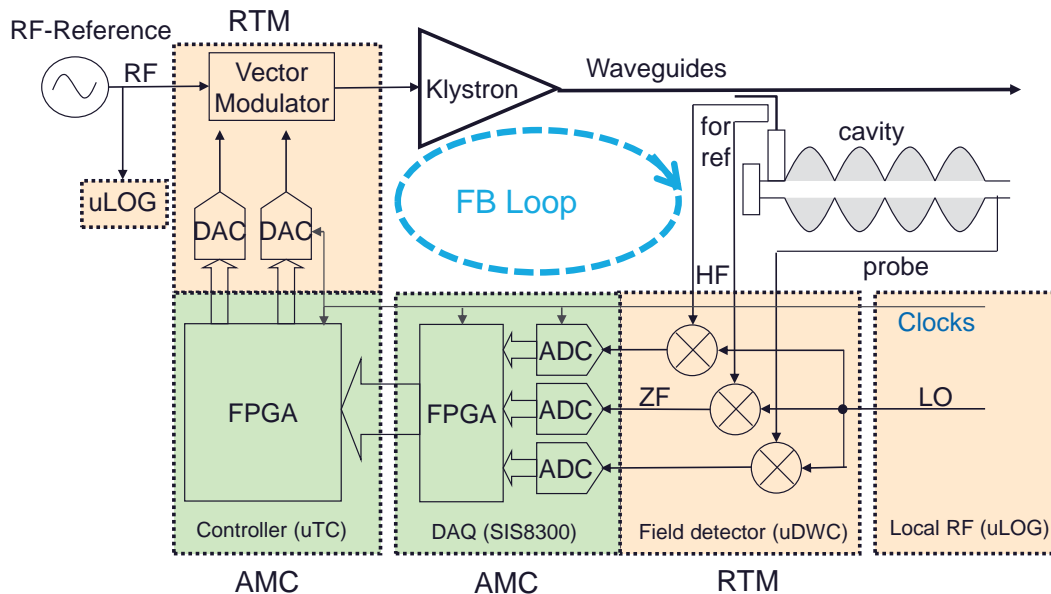 RTM
RF-Reference
RF
Vector
Modulator
Klystron
Waveguides
for
ref
cavity
uLOG
DAC
DAC
FB Loop
probe
HF
Clocks
FPGA
FPGA
ADC
ADC
ADC
ZF
LO
Controller (uTC)
DAQ (SIS8300)
Field detector (uDWC)
Local RF (uLOG)
AMC
AMC
RTM